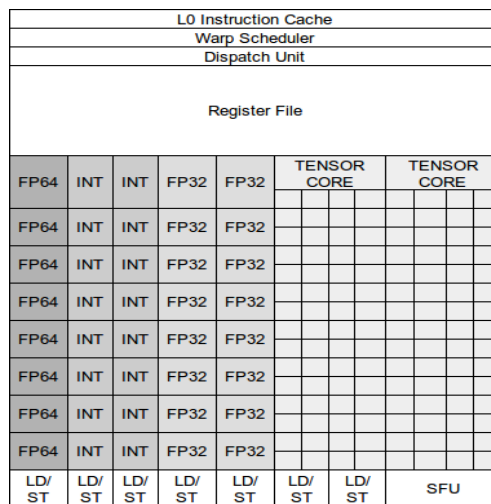 L0 Instruction Cache
Warp Scheduler
Dispatch Unit
Register File
FP64 INT INT FP32 FP32 TENSOR CORE TENSOR CORE
FP64 INT INT FP32 FP32
FP64 INT INT FP32 FP32
FP64 INT INT FP32 FP32
FP64 INT INT FP32 FP32
FP64 INT INT FP32 FP32
FP64 INT INT FP32 FP32
FP64 INT INT FP32 FP32
LD/ LD/ LD/ LD/ LD/ LD/ LD/ SFU
ST ST ST ST ST ST ST